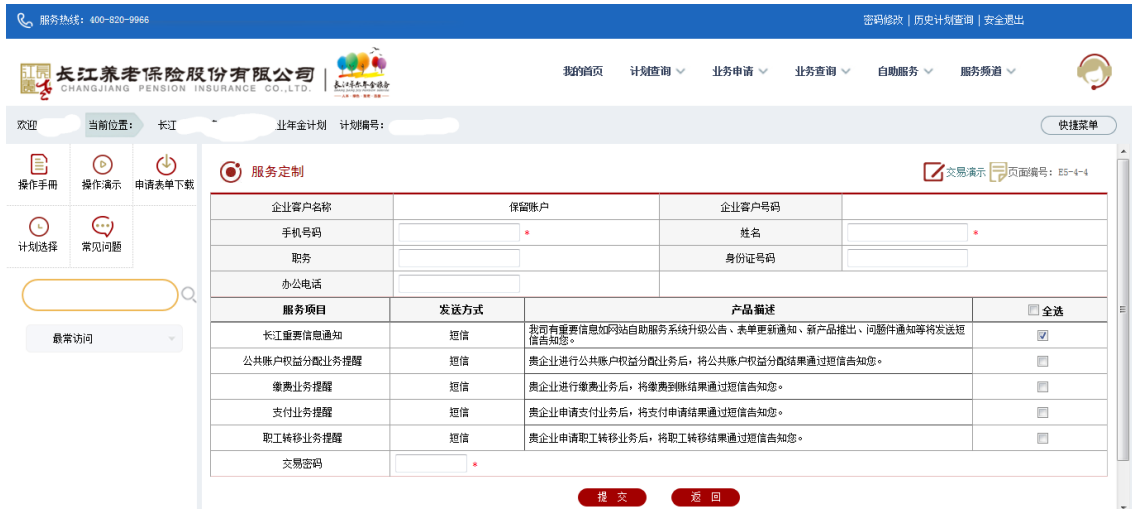 服务热线: 400-820-9966
密码修改 | 历史计划查询 | 安全退出
长江养老保险股份有限公司
CHANGJIANG PENSION INSURANCE CO.,LTD.
我的首页 计划查询 业务申请 业务查询 自助服务 服务频道
欢迎 当前位置: 长江 业年金计划 计划编号:
快捷菜单
操作手册 操作演示 申请表单下载
计划选择 常见问题
最常访问
服务定制
交易演示 页面编号: E5-4-4
企业客户名称 保留账户 企业客户号码
手机号码 * 姓名 *
职务 身份证号码
办公电话
服务项目 发送方式 产品描述 全选
长江重要信息通知 短信 我司有重要信息如网站自助服务系统升级公告、表单更新通知、新产品推出、问题件通知等将发送短
信告知您。
公共账户权益分配业务提醒 短信 贵企业进行公共账户权益分配业务后,将公共账户权益分配结果通过短信告知您。
缴费业务提醒 短信 贵企业进行缴费业务后,将缴费到账结果通过短信告知您。
支付业务提醒 短信 贵企业申请支付业务后,将支付申请结果通过短信告知您。
职工转移业务提醒 短信 贵企业申请职工转移业务后,将职工转移结果通过短信告知您。
交易密码 *
提 交 返 回